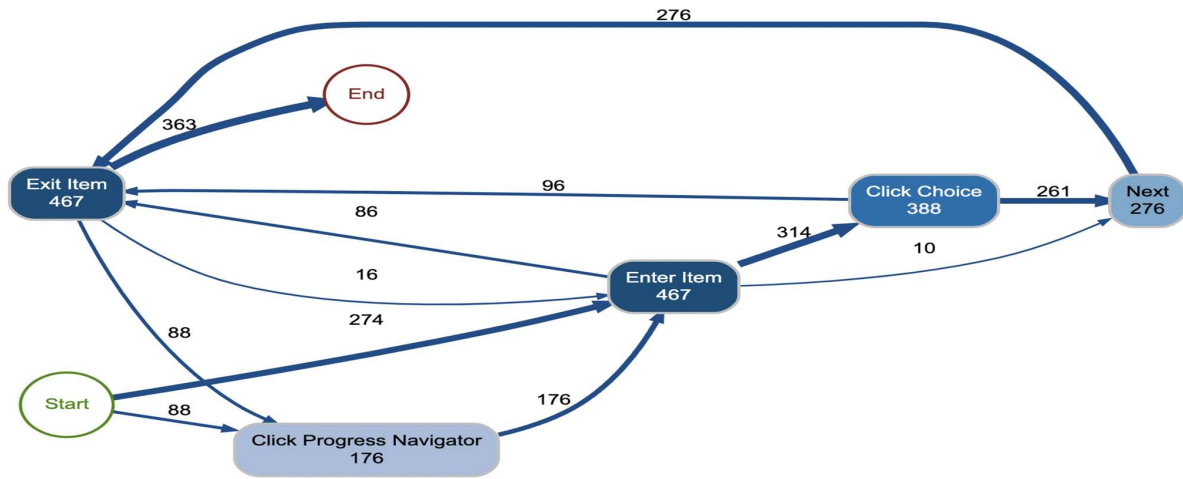 276
End
363
Exit Item
467
96
Click Choice
388
261
Next
276
86
314
10
16
Enter Item
467
274
88
Start
88
176
Click Progress Navigator
176